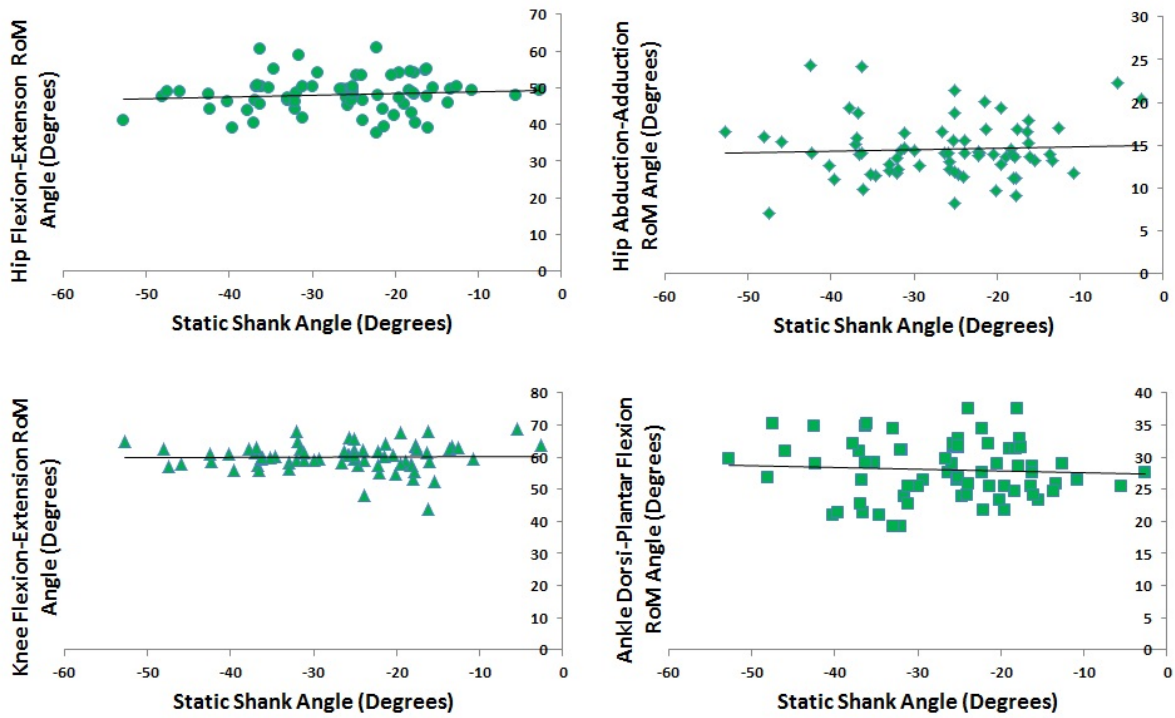 Hip Flexion-Extenson RoM
Angle (Degrees)
70
60
50
40
30
20
10
0
-60 -50 -40 -30 -20 -10 0
Static Shank Angle (Degrees)
Hip Abduction-Adduction
RoM Angle (Degrees)
30
25
20
15
10
5
0
-60 -50 -40 -30 -20 -10 0
Static Shank Angle (Degrees)
Knee Flexion-Extension RoM
Angle (Degrees)
80
70
60
50
40
30
20
10
0
-60 -50 -40 -30 -20 -10 0
Static Shank Angle (Degrees)
Ankle Dorsi-Plantar Flexion
RoM Angle (Degrees)
40
35
30
25
20
15
10
5
0
-60 -50 -40 -30 -20 -10 0
Static Shank Angle (Degrees)